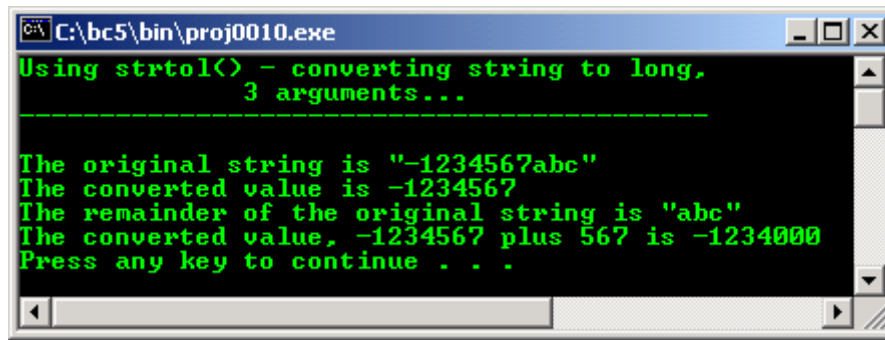 C:\bc5\bin\proj0010.exe
Using strtol() - converting string to long,
3 arguments...
-------------------------------------------
The original string is "-1234567abc"
The converted value is -1234567
The remainder of the original string is "abc"
The converted value, -1234567 plus 567 is -1234000
Press any key to continue . . .